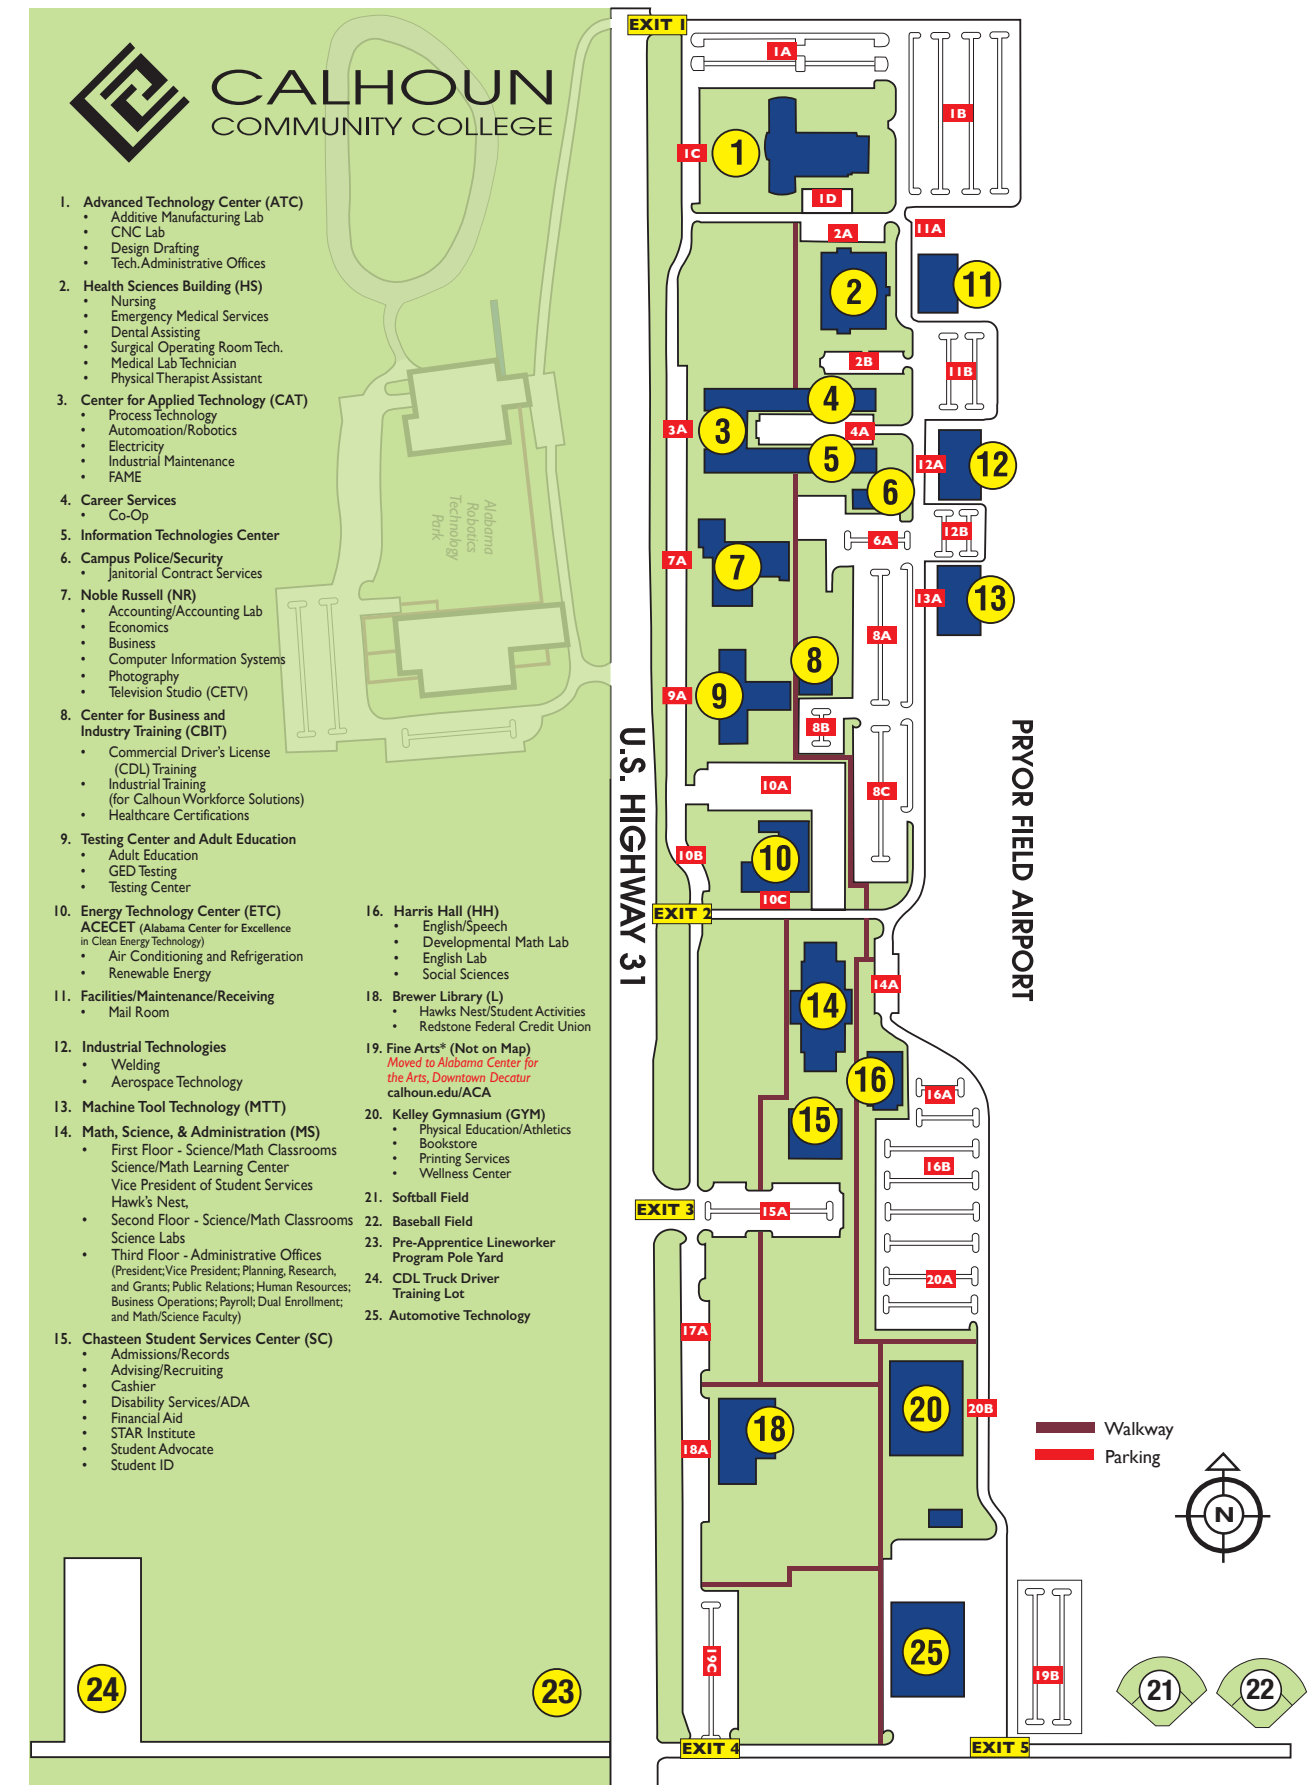 CALHOUN
COMMUNITY COLLEGE
1. Advanced Technology Center (ATC)
• Additive Manufacturing Lab
• CNC Lab
• Design Drafting
• Tech. Administrative Offices
2. Health Sciences Building (HS)
• Nursing
• Emergency Medical Services
• Dental Assisting
• Surgical Operating Room Tech.
• Medical Lab Technician
• Physical Therapist Assistant
3. Center for Applied Technology (CAT)
• Process Technology
• Automoation/Robotics
• Electricity
• Industrial Maintenance
• FAME
4. Career Services
• Co-Op
5. Information Technologies Center
6. Campus Police/Security
• Janitorial Contract Services
7. Noble Russell (NR)
• Accounting/Accounting Lab
• Economics
• Business
• Computer Information Systems
• Photography
• Television Studio (CETV)
8. Center for Business and
Industry Training (CBIT)
• Commercial Driver's License
(CDL) Training
• Industrial Training
(for Calhoun Workforce Solutions)
• Healthcare Certifications
9. Testing Center and Adult Education
• Adult Education
• GED Testing
• Testing Center
10. Energy Technology Center (ETC)
ACECET (Alabama Center for Excellence
in Clean Energy Technology)
• Air Conditioning and Refrigeration
• Renewable Energy
11. Facilities/Maintenance/Receiving
• Mail Room
12. Industrial Technologies
• Welding
• Aerospace Technology
13. Machine Tool Technology (MTT)
14. Math, Science, & Administration (MS)
• First Floor - Science/Math Classrooms
Science/Math Learning Center
Vice President of Student Services
Hawk's Nest,
• Second Floor - Science/Math Classrooms
Science Labs
• Third Floor - Administrative Offices
(President; Vice President; Planning, Research,
and Grants; Public Relations; Human Resources;
Business Operations; Payroll; Dual Enrollment;
and Math/Science Faculty)
15. Chasteen Student Services Center (SC)
• Admissions/Records
• Advising/Recruiting
• Cashier
• Disability Services/ADA
• Financial Aid
• STAR Institute
• Student Advocate
• Student ID
16. Harris Hall (HH)
• English/Speech
• Developmental Math Lab
• English Lab
• Social Sciences
18. Brewer Library (L)
• Hawks Nest/Student Activities
• Redstone Federal Credit Union
19. Fine Arts* (Not on Map)
Moved to Alabama Center for
the Arts, Downtown Decatur
calhoun.edu/ACA
20. Kelley Gymnasium (GYM)
• Physical Education/Athletics
• Bookstore
• Printing Services
• Wellness Center
21. Softball Field
22. Baseball Field
23. Pre-Apprentice Lineworker
Program Pole Yard
24. CDL Truck Driver
Training Lot
25. Automotive Technology
Alabama
Robotics
Technology
Park
24
23
U.S. HIGHWAY 31
EXIT 1
1A
1B
1C
1
1D
2A
11A
2
11
2B
11B
4
3A
3
4A
5
12A
12
6
12B
6A
7A
7
13A
13
8A
8
9A
9
8B
10A
8C
10B
10
10C
EXIT 2
14A
14
16
16A
15
16B
EXIT 3
15A
20A
17A
20
20B
18
18A
25
19C
19B
21
22
EXIT 4
EXIT 5
PRYOR FIELD AIRPORT
Walkway
Parking
N